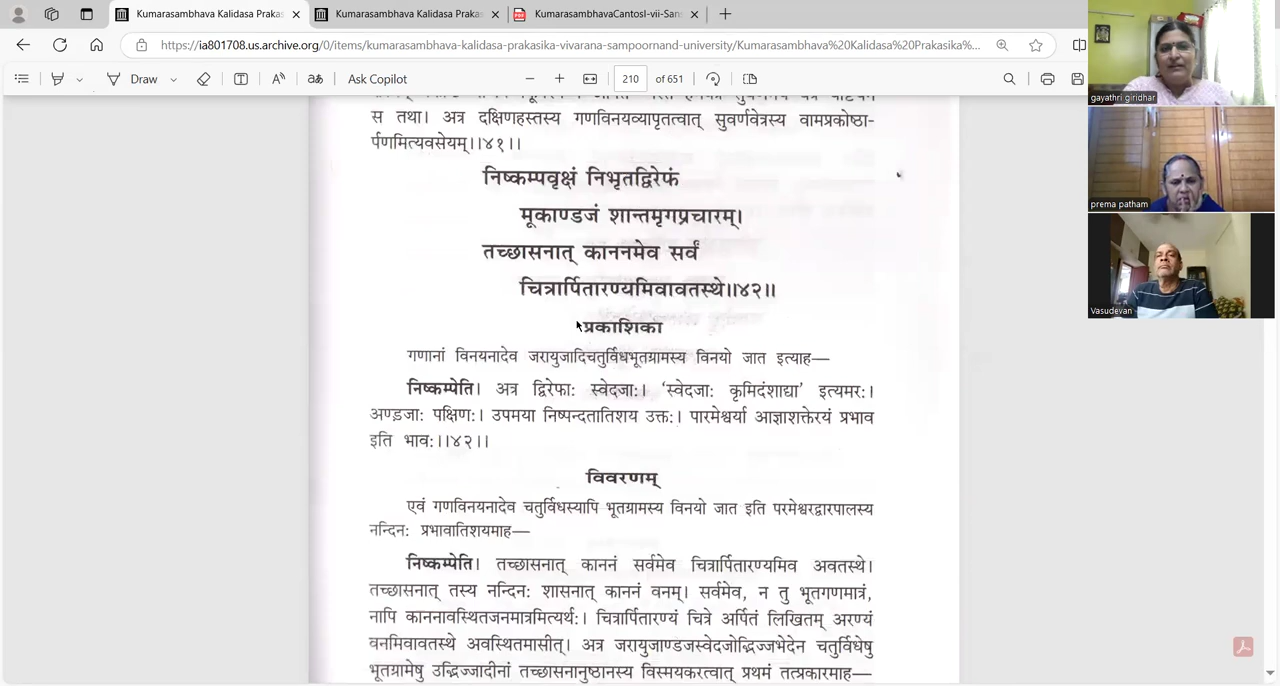 Kumarasambhava Kalidasa Prakas
Kumarasambhava Kalidasa Prakas
KumarasambhavaCantosI-vii-San
https://ia801708.us.archive.org/0/items/kumarasambhava-kalidasa-prakasika-vivarana-sampoornand-university/Kumarasambhava%20Kalidasa%20Prakasika%...
Draw
Ask Copilot
210 of 651
स तथा। अत्र दक्षिणहस्तस्य गणविनयव्यापृतत्वात् सुवर्णवेत्रस्य वामप्रकोष्ठा-
र्पणमित्यवसेयम्।।४१।।
निष्कम्पवृक्षं निभृतद्विरेफं
मूकाण्डजं शान्तमृगप्रचारम्।
तच्छासनात् काननमेव सर्वं
चित्रार्पितारण्यमिवावतस्थे।।४२।।
प्रकाशिका
गणानां विनयनादेव जरायुजादिचतुर्विधभूतग्रामस्य विनयो जात इत्याह—
निष्कम्पेति। अत्र द्विरेफाः स्वेदजाः। 'स्वेदजाः कृमिदंशाद्या' इत्यमरः।
अण्डजाः पक्षिणः। उपमया निष्पन्दतातिशय उक्तः। पारमेश्वर्या आज्ञाशक्तेरयं प्रभाव
इति भावः।।४२।।
विवरणम्
एवं गणविनयनादेव चतुर्विधस्यापि भूतग्रामस्य विनयो जात इति परमेश्वरद्वारपालस्य
नन्दिनः प्रभावातिशयमाह—
निष्कम्पेति। तच्छासनात् काननं सर्वमेव चित्रार्पितारण्यमिव अवतस्थे।
तच्छासनात् तस्य नन्दिनः शासनात् काननं वनम्। सर्वमेव, न तु भूतगणमात्रं,
नापि काननावस्थितजनमात्रमित्यर्थः। चित्रार्पितारण्यं चित्रे अर्पितं लिखितम् अरण्यं
वनमिवावतस्थे अवस्थितमासीत्। अत्र जरायुजाण्डजस्वेदजोद्भिज्जभेदेन चतुर्विधेषु
भूतग्रामेषु उद्भिज्जादीनां तच्छासनानुष्ठानस्य विस्मयकरत्वात् प्रथमं तत्प्रकारमाह—
gayathri giridhar
prema patham
Vasudevan